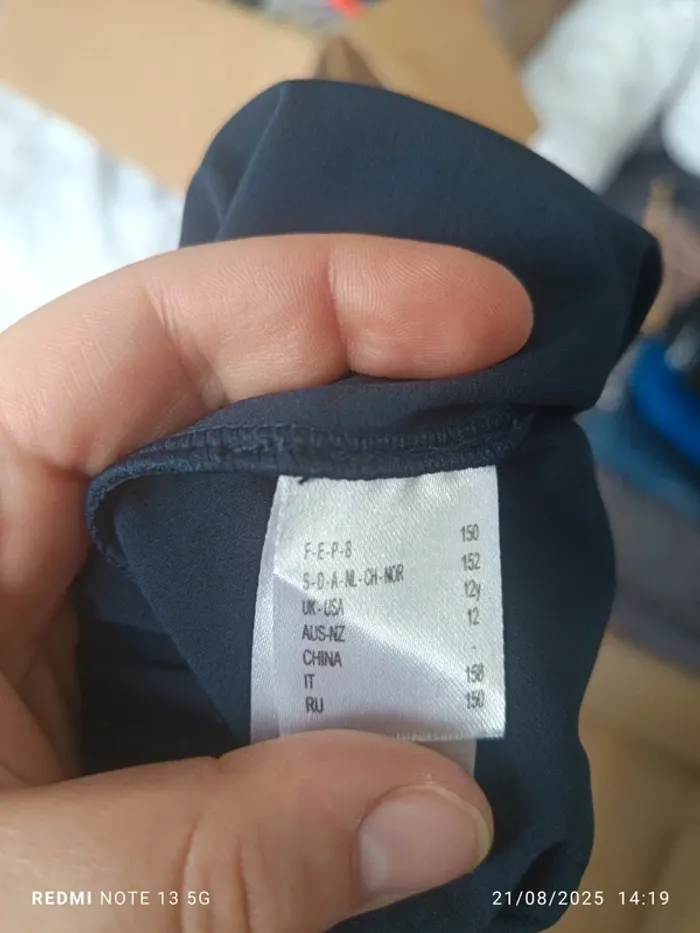 F-E-P-B 150
S-D-A-NL-CH-NOR 152
UK-USA 12y
AUS-NZ 12
CHINA -
IT 158
RU 150
REDMI NOTE 13 5G 21/08/2025 14:19